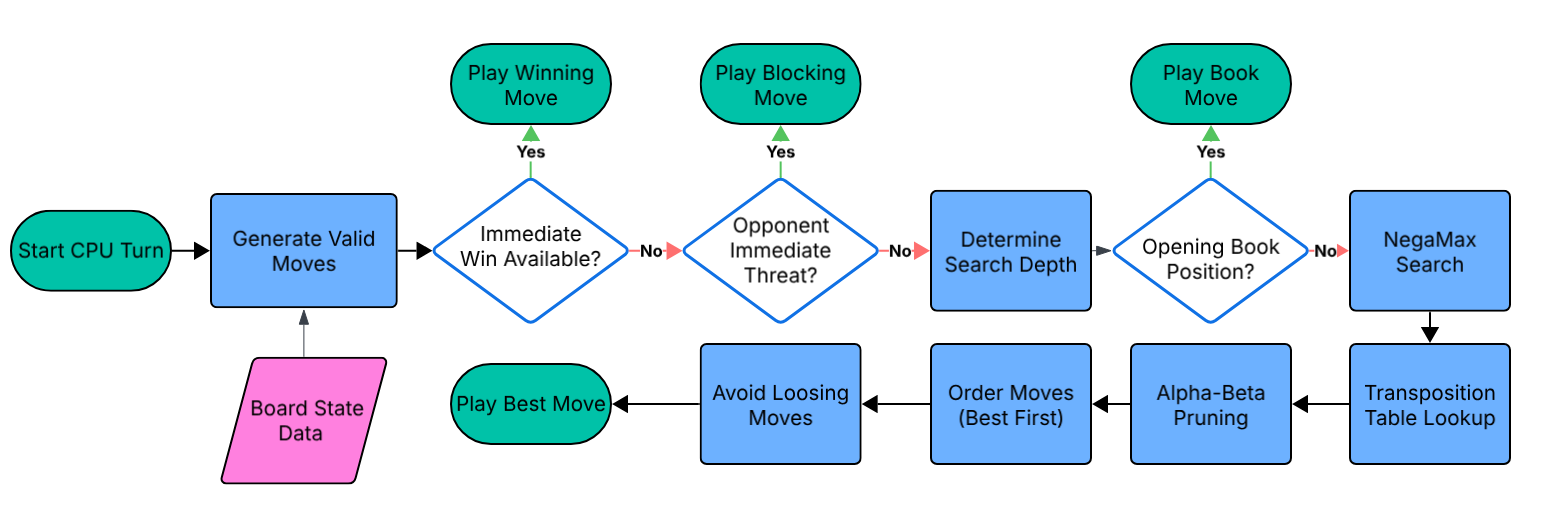 Play Winning
Move
Play Blocking
Move
Play Book
Move
Yes
Yes
Yes
Start CPU Turn
Generate Valid
Moves
Immediate
Win Available?
No
Opponent
Immediate
Threat?
No
Determine
Search Depth
Opening Book
Position?
No
NegaMax
Search
Board State
Data
Play Best Move
Avoid Loosing
Moves
Order Moves
(Best First)
Alpha-Beta
Pruning
Transposition
Table Lookup